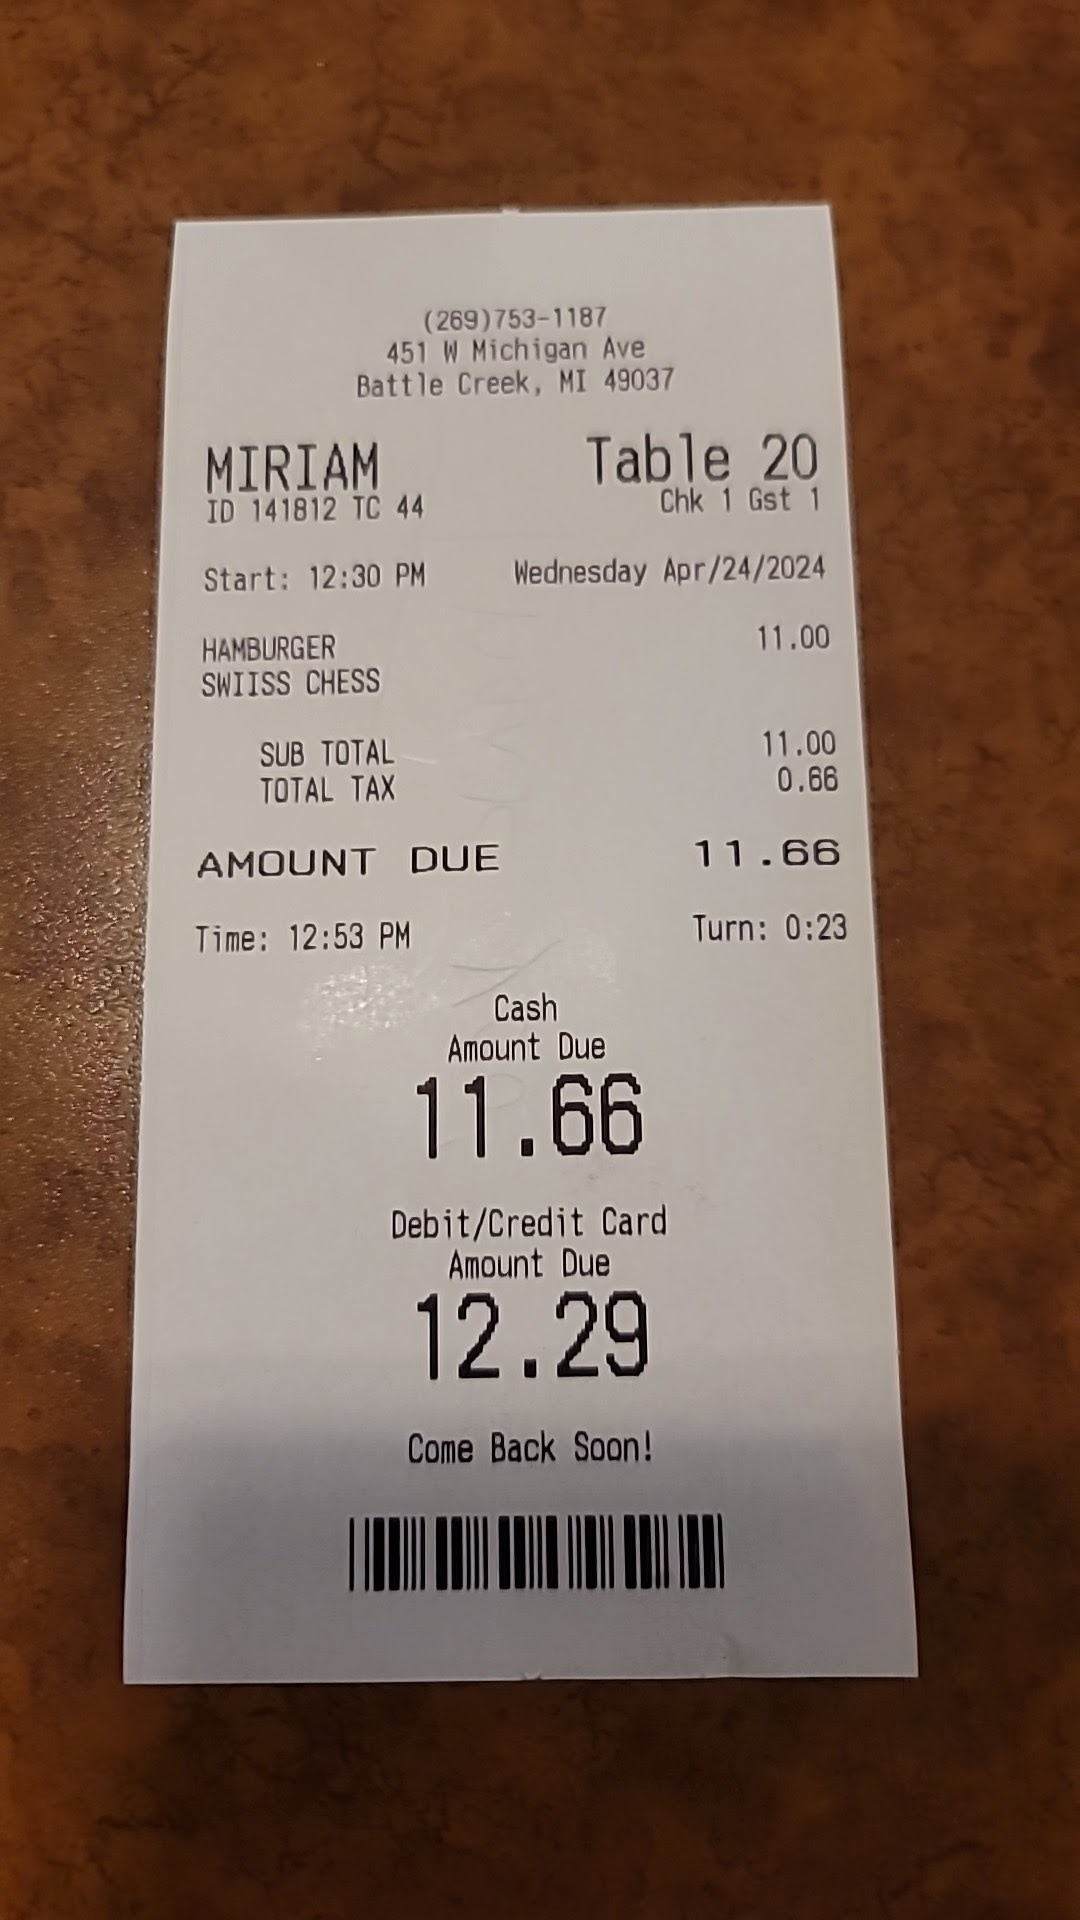 (269)753-1187
451 W Michigan Ave
Battle Creek, MI 49037
MIRIAM Table 20
ID 141812 TC 44 Chk 1 Gst 1
Start: 12:30 PM Wednesday Apr/24/2024
HAMBURGER 11.00
SWIISS CHESS
SUB TOTAL 11.00
TOTAL TAX 0.66
AMOUNT DUE 11.66
Time: 12:53 PM Turn: 0:23
Cash
Amount Due
11.66
Debit/Credit Card
Amount Due
12.29
Come Back Soon!